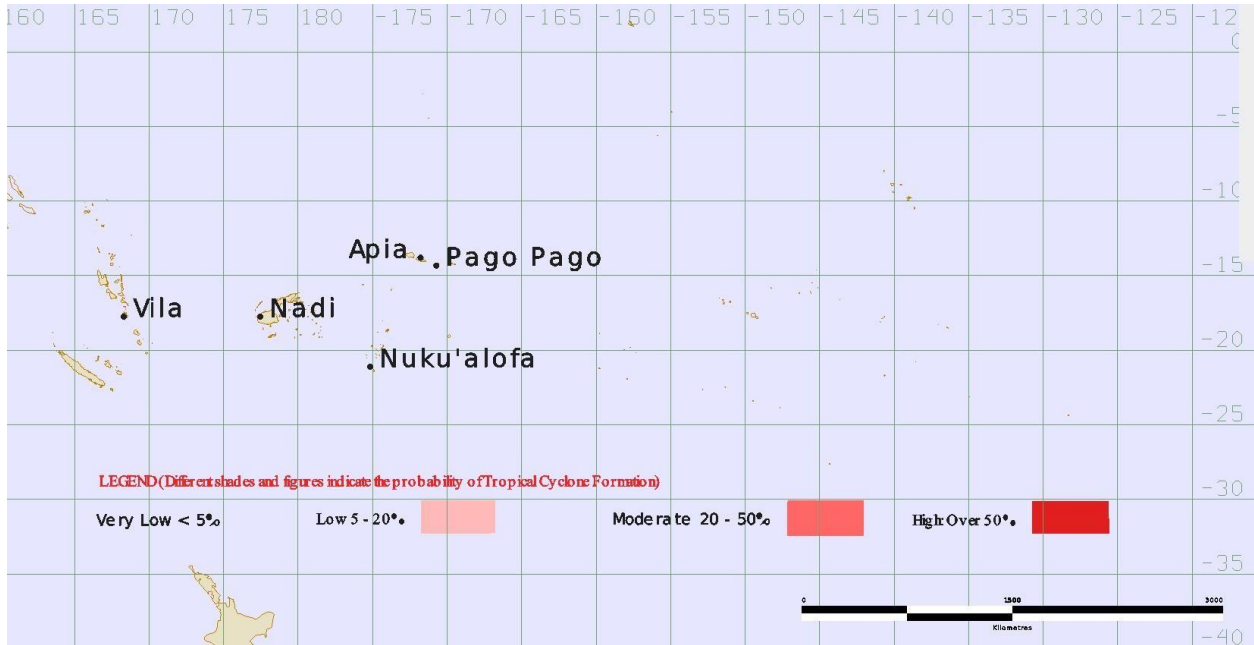 160 165 170 175 180 -175 -170 -165 -160 -155 -150 -145 -140 -135 -130 -125 -12
0
-5
-10
Apia
Pago Pago
-15
Vila
Nadi
-20
Nuku'alofa
-25
LEGEND(Different shades and figures indicate the probability of Tropical Cyclone Formation)
-30
Very Low < 5%
Low 5 - 20%
Moderate 20 - 50%
High: Over 50%
-35
0 1500 3000
Kilometres
-40